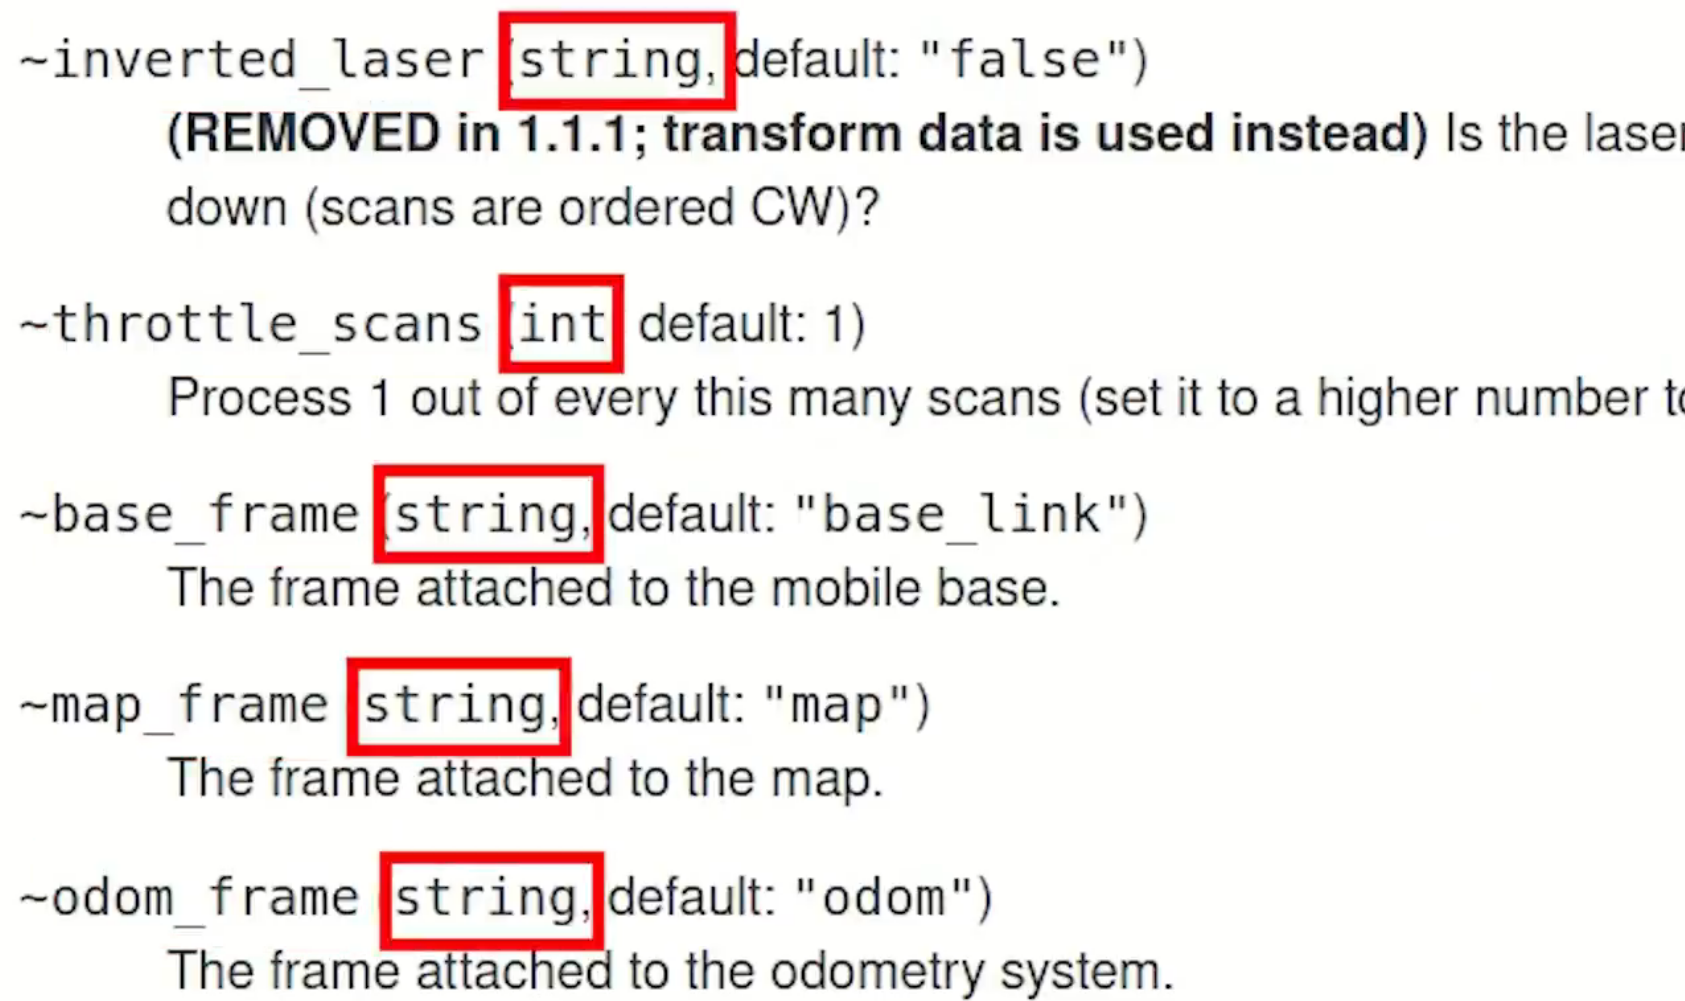 ~inverted_laser (string, default: "false")
(REMOVED in 1.1.1; transform data is used instead) Is the laser
down (scans are ordered CW)?
~throttle_scans (int default: 1)
Process 1 out of every this many scans (set it to a higher number to
~base_frame (string, default: "base_link")
The frame attached to the mobile base.
~map_frame string, default: "map")
The frame attached to the map.
~odom_frame string, default: "odom")
The frame attached to the odometry system.